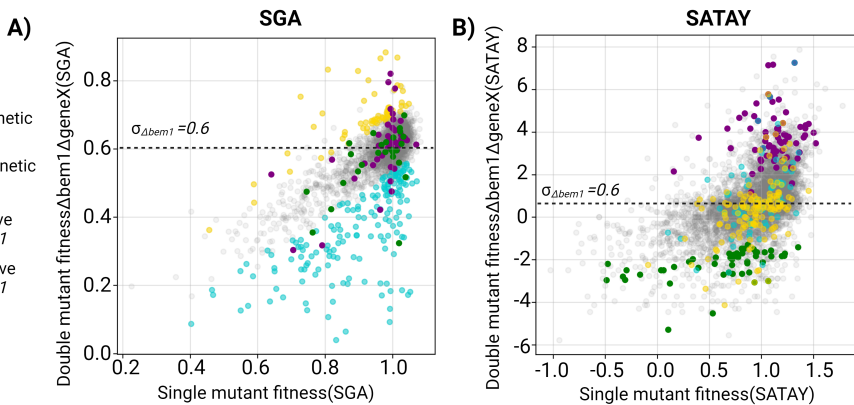 A)
SGA
netic
netic
ve
1
ve
1
Double mutant fitnessΔbem1ΔgeneX(SGA)
0.8
0.6
0.4
0.2
0.0
σΔbem1 =0.6
0.2 0.4 0.6 0.8 1.0
Single mutant fitness(SGA)
B)
SATAY
Double mutant fitnessΔbem1ΔgeneX(SATAY)
8
6
4
2
0
-2
-4
-6
σΔbem1 =0.6
-1.0 -0.5 0.0 0.5 1.0 1.5
Single mutant fitness(SATAY)